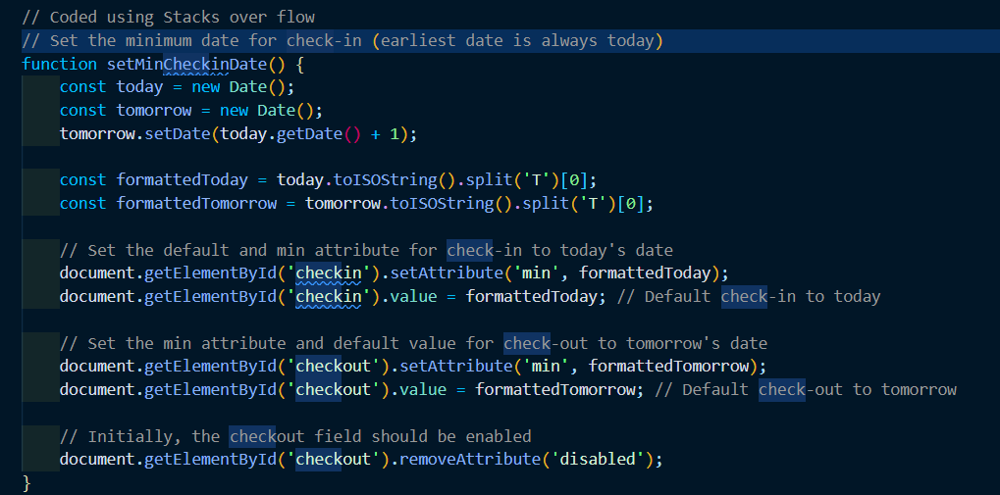 // Coded using Stacks over flow
// Set the minimum date for check-in (earliest date is always today)
function setMinCheckinDate() {
    const today = new Date();
    const tomorrow = new Date();
    tomorrow.setDate(today.getDate() + 1);

    const formattedToday = today.toISOString().split('T')[0];
    const formattedTomorrow = tomorrow.toISOString().split('T')[0];

    // Set the default and min attribute for check-in to today's date
    document.getElementById('checkin').setAttribute('min', formattedToday);
    document.getElementById('checkin').value = formattedToday; // Default check-in to today

    // Set the min attribute and default value for check-out to tomorrow's date
    document.getElementById('checkout').setAttribute('min', formattedTomorrow);
    document.getElementById('checkout').value = formattedTomorrow; // Default check-out to tomorrow

    // Initially, the checkout field should be enabled
    document.getElementById('checkout').removeAttribute('disabled');
}